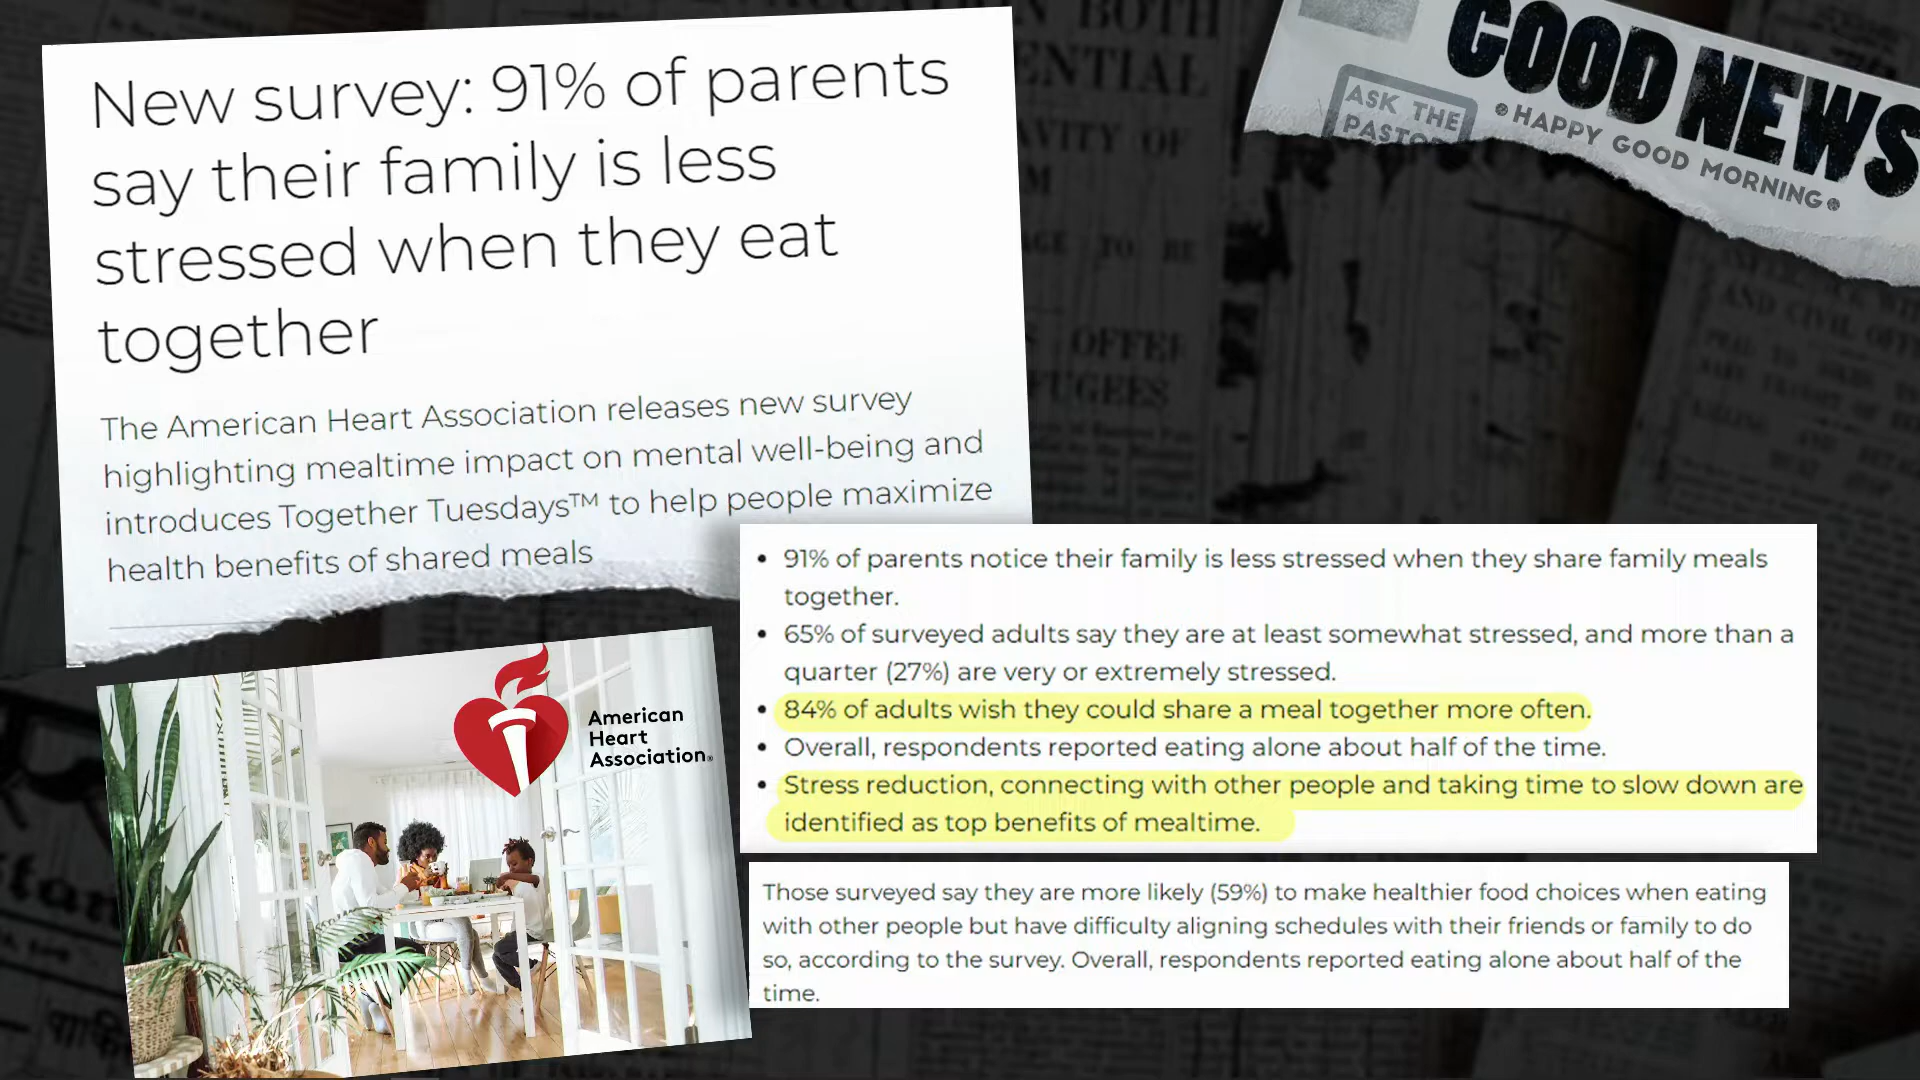 New survey: 91% of parents
say their family is less
stressed when they eat
together
The American Heart Association releases new survey
highlighting mealtime impact on mental well-being and
introduces Together Tuesdays™ to help people maximize
health benefits of shared meals
GOOD NEWS
ASK THE
•HAPPY GOOD MORNING•
• 91% of parents notice their family is less stressed when they share family meals
together.
• 65% of surveyed adults say they are at least somewhat stressed, and more than a
quarter (27%) are very or extremely stressed.
• 84% of adults wish they could share a meal together more often.
• Overall, respondents reported eating alone about half of the time.
• Stress reduction, connecting with other people and taking time to slow down are
identified as top benefits of mealtime.
American
Heart
Association®
Those surveyed say they are more likely (59%) to make healthier food choices when eating
with other people but have difficulty aligning schedules with their friends or family to do
so, according to the survey. Overall, respondents reported eating alone about half of the
time.
BOTH
OFFER